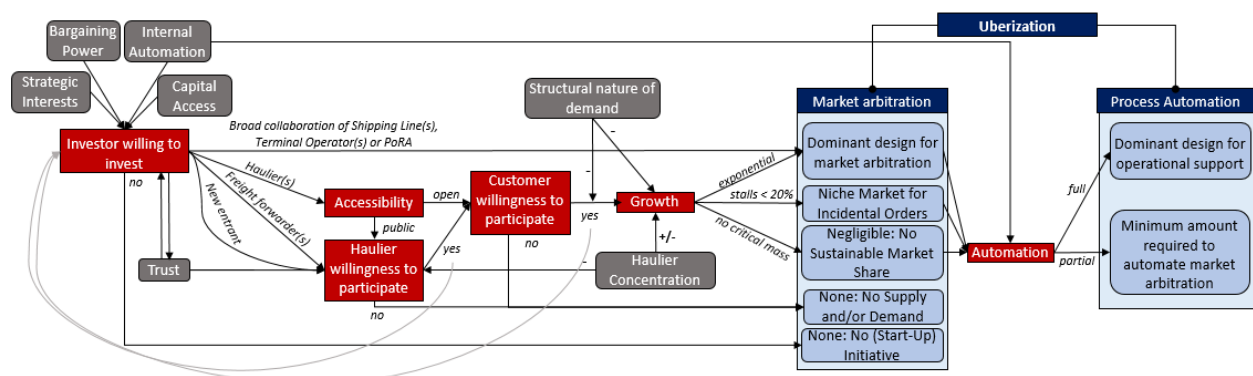 Uberization
Bargaining
Power
Internal
Automation
Strategic
Interests
Capital
Access
Structural nature of
demand
Market arbitration
Process Automation
Investor willing to
invest
Broad collaboration of Shipping Line(s),
Terminal Operator(s) or PoRA
Dominant design for
market arbitration
Dominant design for
operational support
no
Haulier(s)
Freight forwarder(s)
New entrant
Accessibility
open
public
Customer
willingness to
participate
-
-
yes
no
Growth
exponential
stalls < 20%
no critical mass
Niche Market for
Incidental Orders
Negligible: No
Sustainable Market
Share
Automation
full
partial
Minimum amount
required to
automate market
arbitration
Trust
Haulier
willingness to
participate
yes
no
+/-
-
Haulier
Concentration
None: No Supply
and/or Demand
None: No (Start-Up)
Initiative